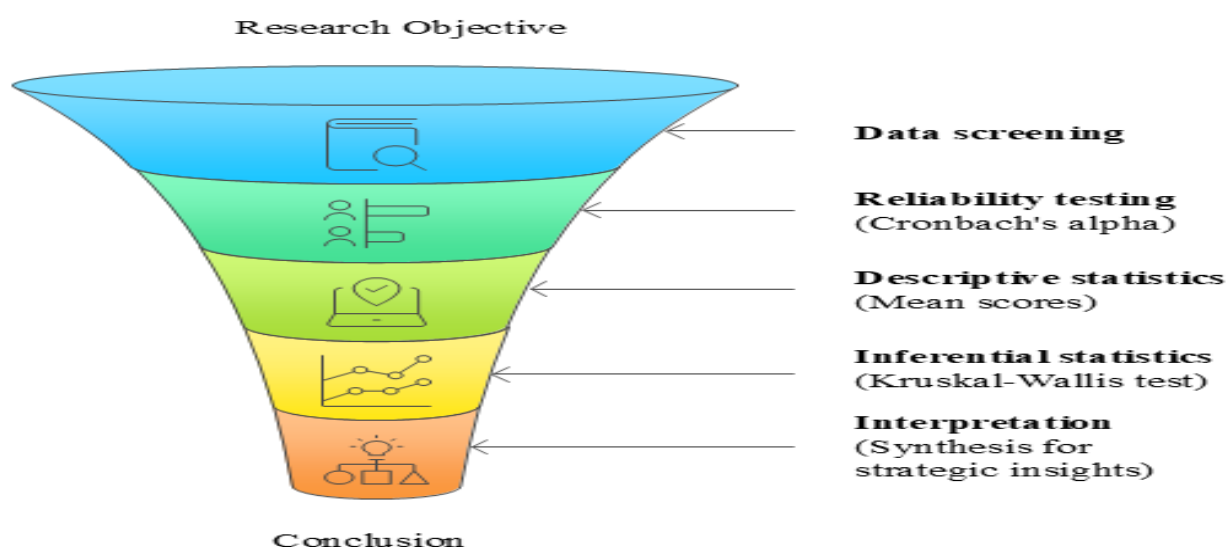 Research Objective
Data screening
Reliability testing
(Cronbach's alpha)
Descriptive statistics
(Mean scores)
Inferential statistics
(Kruskal-Wallis test)
Interpretation
(Synthesis for
strategic insights)
Conclusion